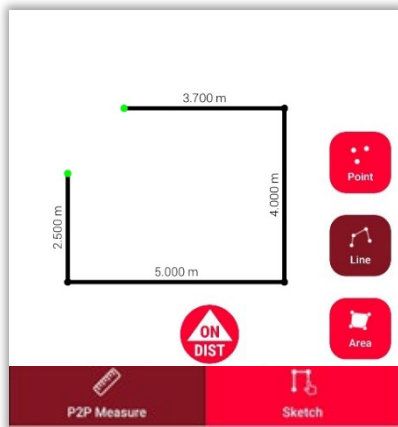 3.700 m
4.000 m
2.500 m
5.000 m
Point
Line
Area
ON
DIST
P2P Measure
Sketch